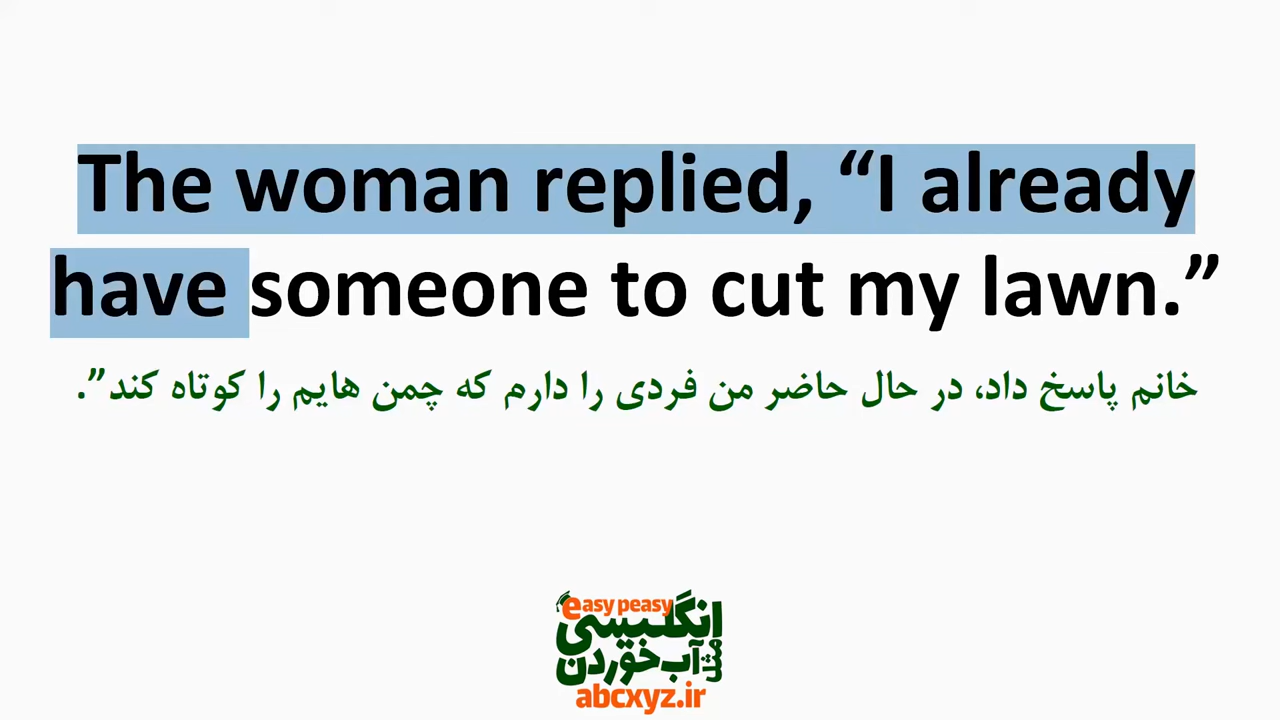 The woman replied, “I already
have someone to cut my lawn.”
خانم پاسخ داد، در حال حاضر من فردی را دارم که چمن هایم را کوتاه کند”.
easy peasy
انگلیسی
مثل آب خوردن
abcxyz.ir